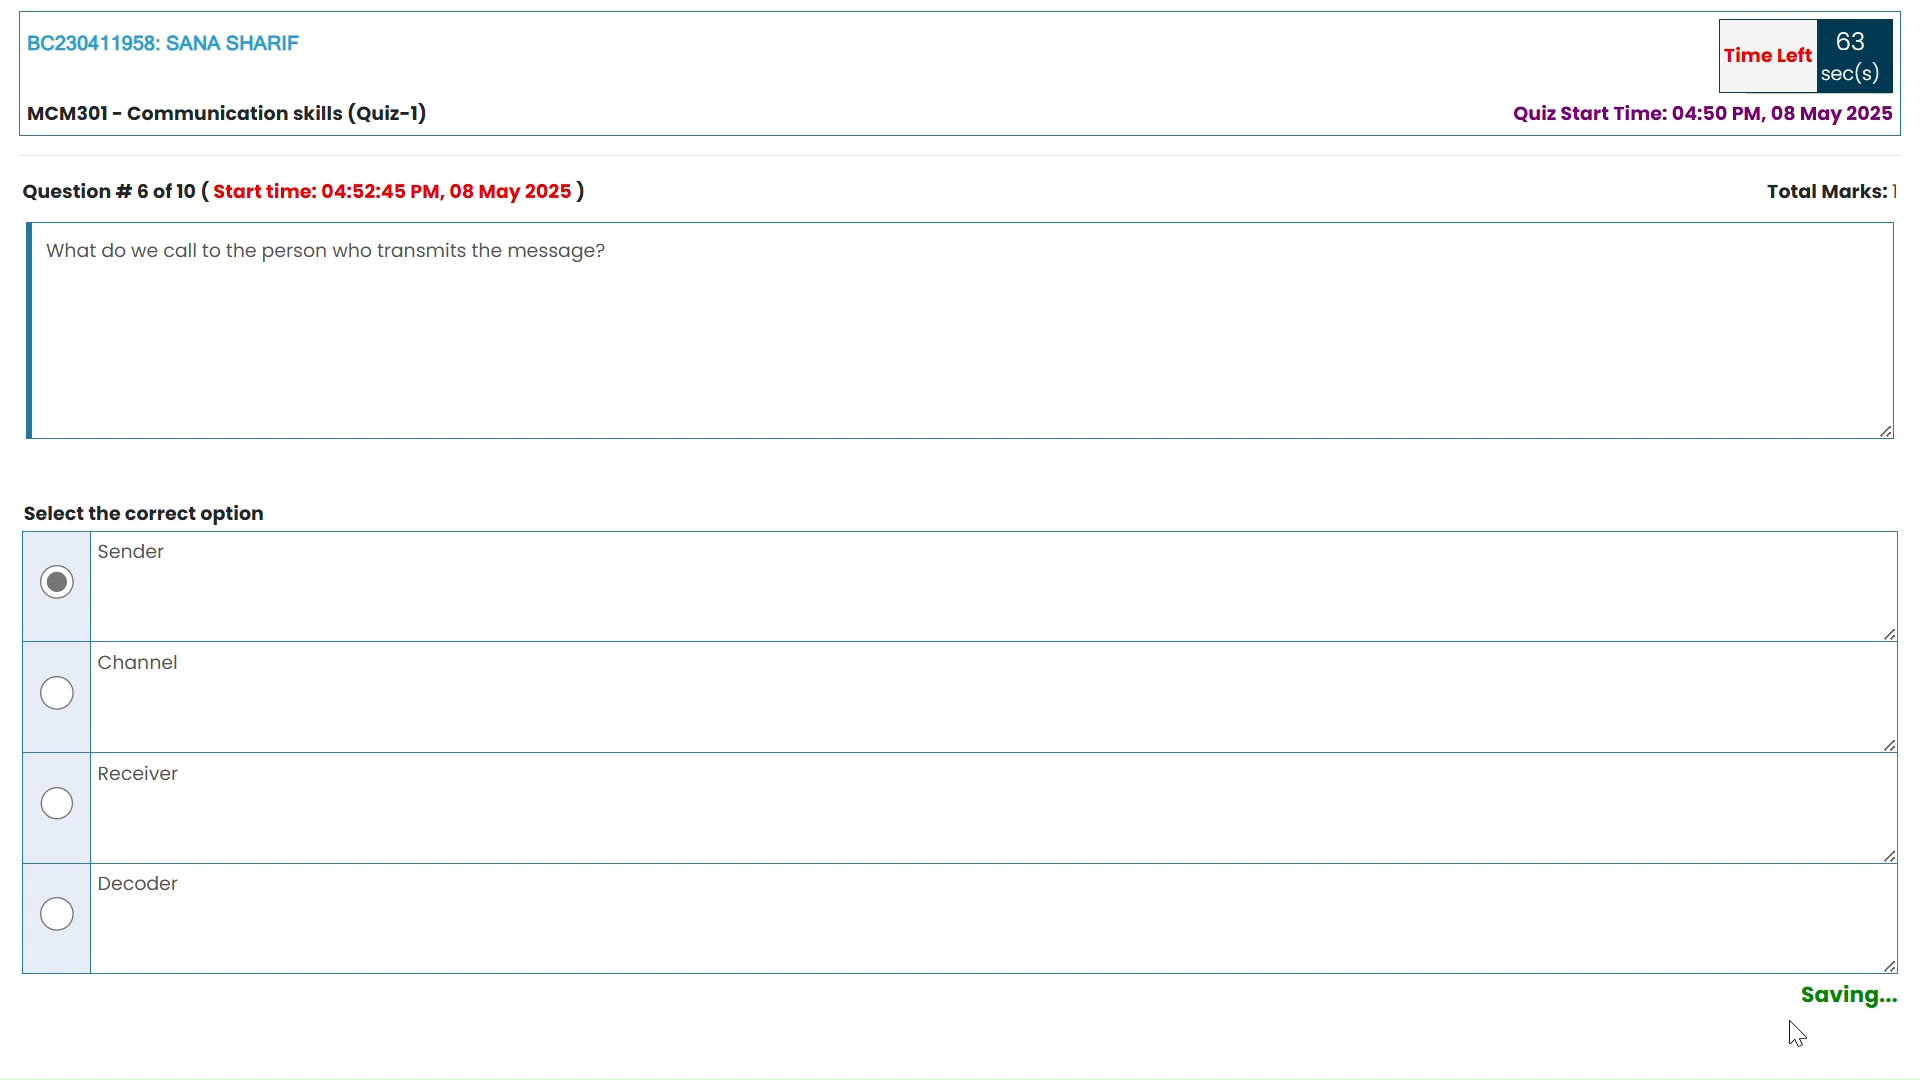 BC230411958: SANA SHARIF
Time Left
63
sec(s)
MCM301 - Communication skills (Quiz-1)
Quiz Start Time: 04:50 PM, 08 May 2025
Question # 6 of 10 ( Start time: 04:52:45 PM, 08 May 2025 )
Total Marks: 1
What do we call to the person who transmits the message?
Select the correct option
Sender
Channel
Receiver
Decoder
Saving...